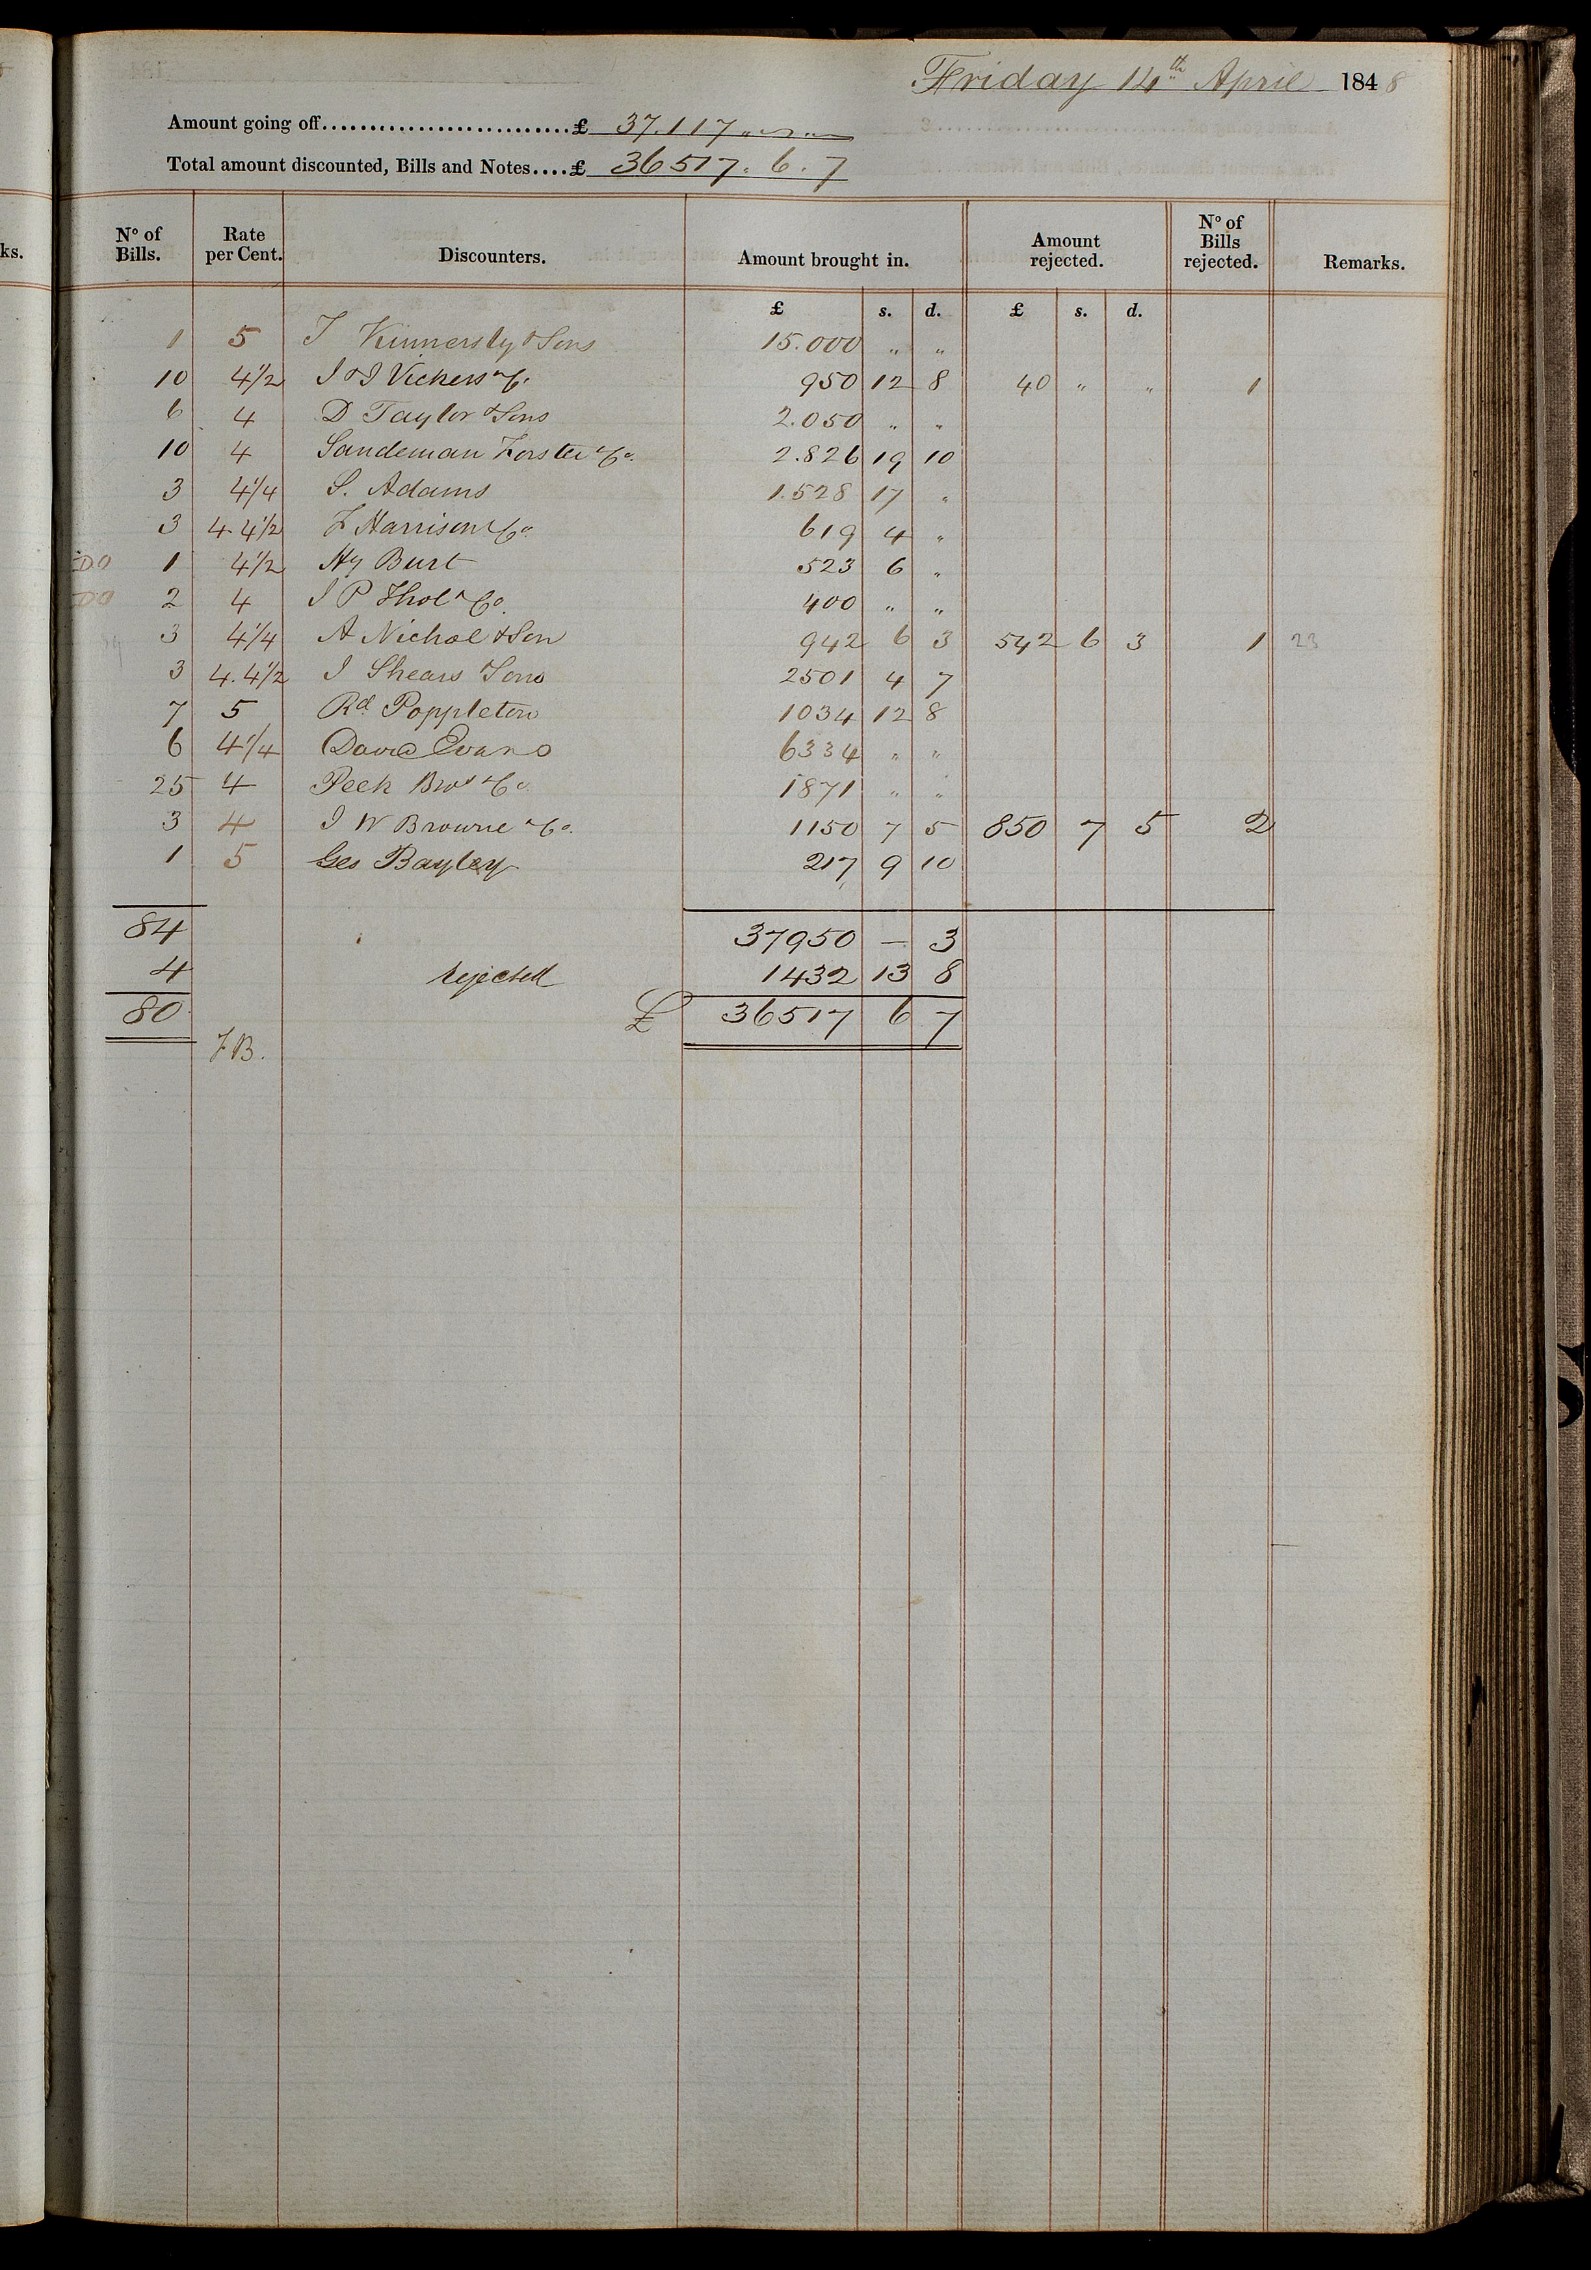 ks.
Friday 14th April 1848
Amount going off...........................£ 37.117 " " "
Total amount discounted, Bills and Notes....£ 36517. 6. 7
No of Bills. Rate per Cent. Discounters. Amount brought in. Amount rejected. No of Bills rejected. Remarks.
£ s. d. £ s. d.
1 5 T Kinnersly & Sons 15.000 " "
10 4 1/2 J & J Vickers & Co. 950 12 8 40 " " 1
6 4 D Taylor & Sons 2.050 " "
10 4 Sandeman Forster & Co. 2.826 19 10
3 4 1/4 S. Adams 1.528 17 "
3 4. 4 1/2 F Harrison & Co. 619 4 "
DO 1 4 1/2 Hy Burt 523 6 "
DO 2 4 J P & Co. 400 " "
3 4 1/4 A Nichol & Son 942 6 3 542 6 3 1 23
3 4. 4 1/2 J Shears & Sons 2501 4 7
7 5 Rd Poppleton 1034 12 8
6 4 1/4 David Evans 6334 " "
25 4 Peek Bros & Co. 1871 " "
3 4 J W Browne & Co. 1150 7 5 850 7 5 2
1 5 Geo Bayley 217 9 10
84 37950 — 3
4 rejected 1432 13 8
80 £ 36517 6 7
F B.